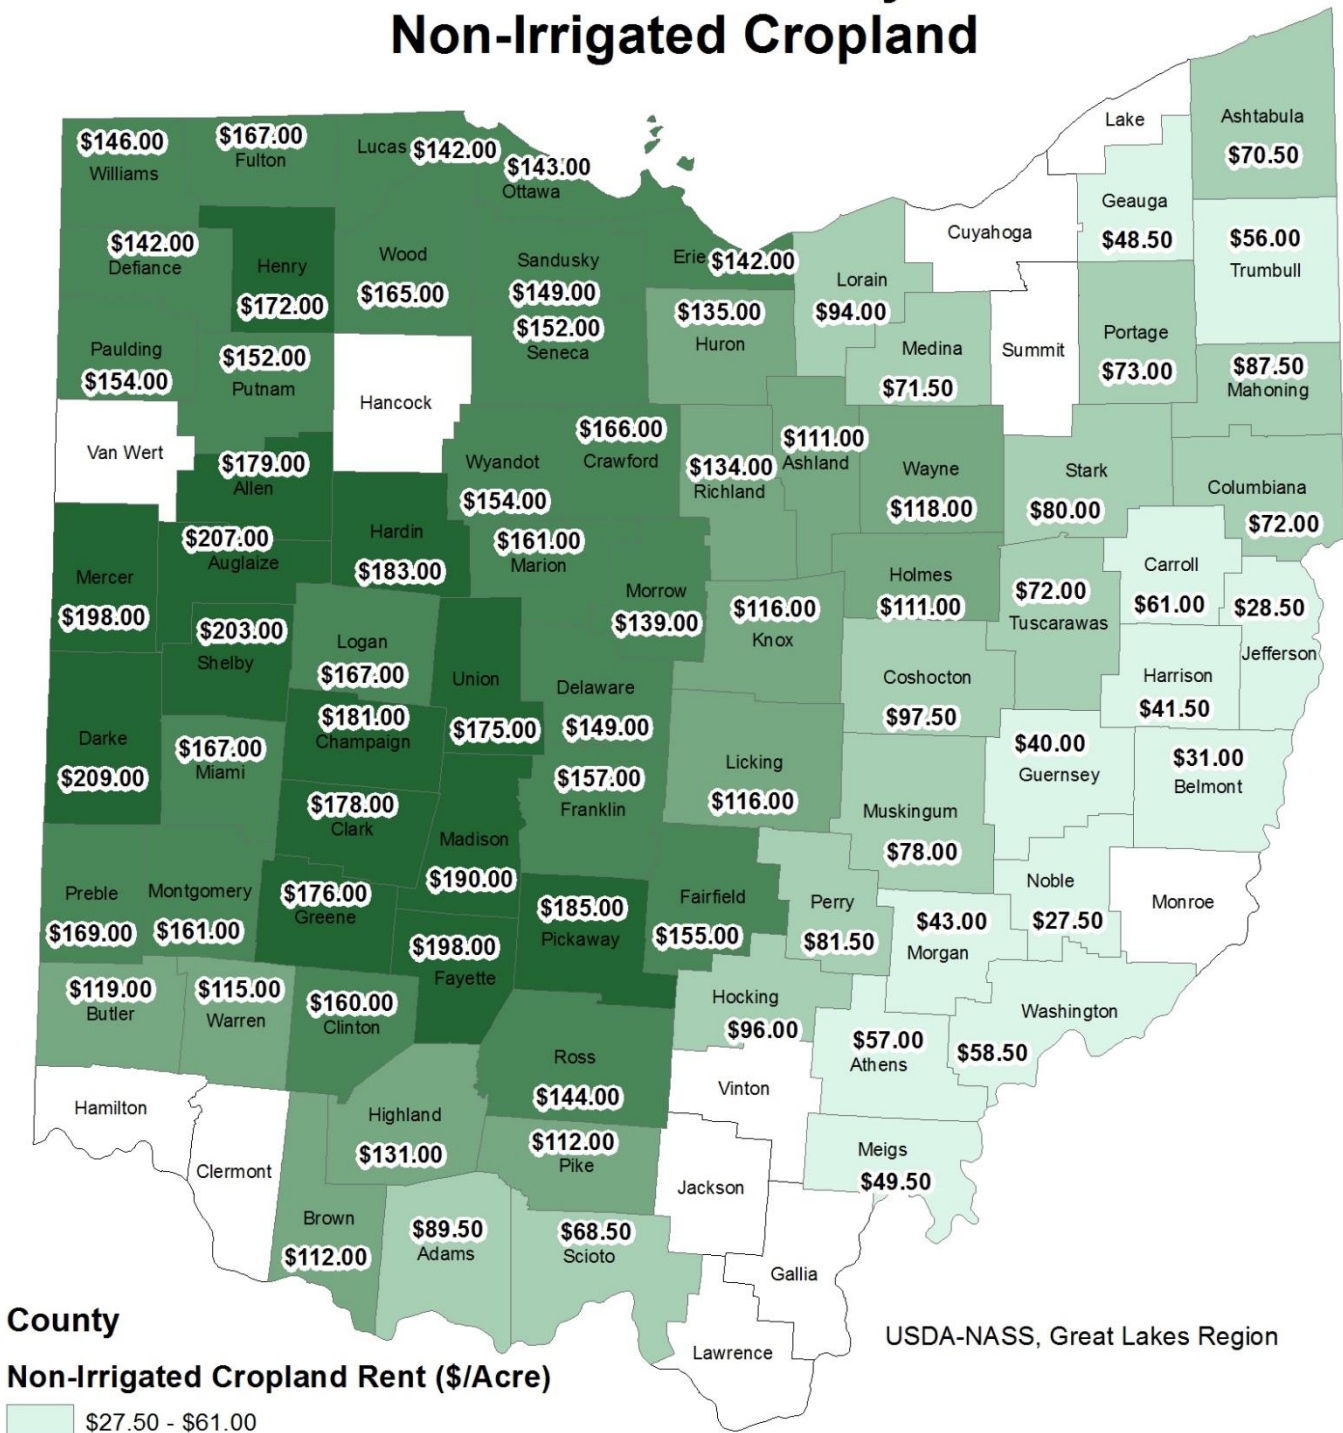 Non-Irrigated Cropland
Lake
Ashtabula
$70.50
$146.00
Williams
$167.00
Fulton
Lucas $142.00
$143.00
Ottawa
Geauga
$48.50
$56.00
Trumbull
Cuyahoga
$142.00
Defiance
Henry
$172.00
Wood
$165.00
Sandusky
$149.00
$152.00
Seneca
Erie $142.00
$135.00
Huron
Lorain
$94.00
Medina
$71.50
Summit
Portage
$73.00
$87.50
Mahoning
Paulding
$154.00
$152.00
Putnam
Hancock
Van Wert
$179.00
Allen
Wyandot
$154.00
$166.00
Crawford
$134.00
Richland
$111.00
Ashland
Wayne
$118.00
Stark
$80.00
Columbiana
$72.00
Mercer
$198.00
$207.00
Auglaize
Hardin
$183.00
$161.00
Marion
Morrow
$139.00
$116.00
Knox
Holmes
$111.00
$72.00
Tuscarawas
Carroll
$61.00
$28.50
Jefferson
$203.00
Shelby
Logan
$167.00
Union
$175.00
Delaware
$149.00
Coshocton
$97.50
Harrison
$41.50
Darke
$209.00
$167.00
Miami
$181.00
Champaign
$157.00
Franklin
Licking
$116.00
Muskingum
$78.00
$40.00
Guernsey
$31.00
Belmont
$178.00
Clark
Madison
$190.00
Preble
$169.00
Montgomery
$161.00
$176.00
Greene
$198.00
Fayette
$185.00
Pickaway
Fairfield
$155.00
Perry
$81.50
$43.00
Morgan
Noble
$27.50
Monroe
$119.00
Butler
$115.00
Warren
$160.00
Clinton
Ross
$144.00
Hocking
$96.00
$57.00
Athens
Washington
$58.50
Hamilton
Clermont
Highland
$131.00
$112.00
Pike
Vinton
Meigs
$49.50
Jackson
Brown
$112.00
$89.50
Adams
$68.50
Scioto
Gallia
Lawrence
USDA-NASS, Great Lakes Region
County
Non-Irrigated Cropland Rent ($/Acre)
$27.50 - $61.00